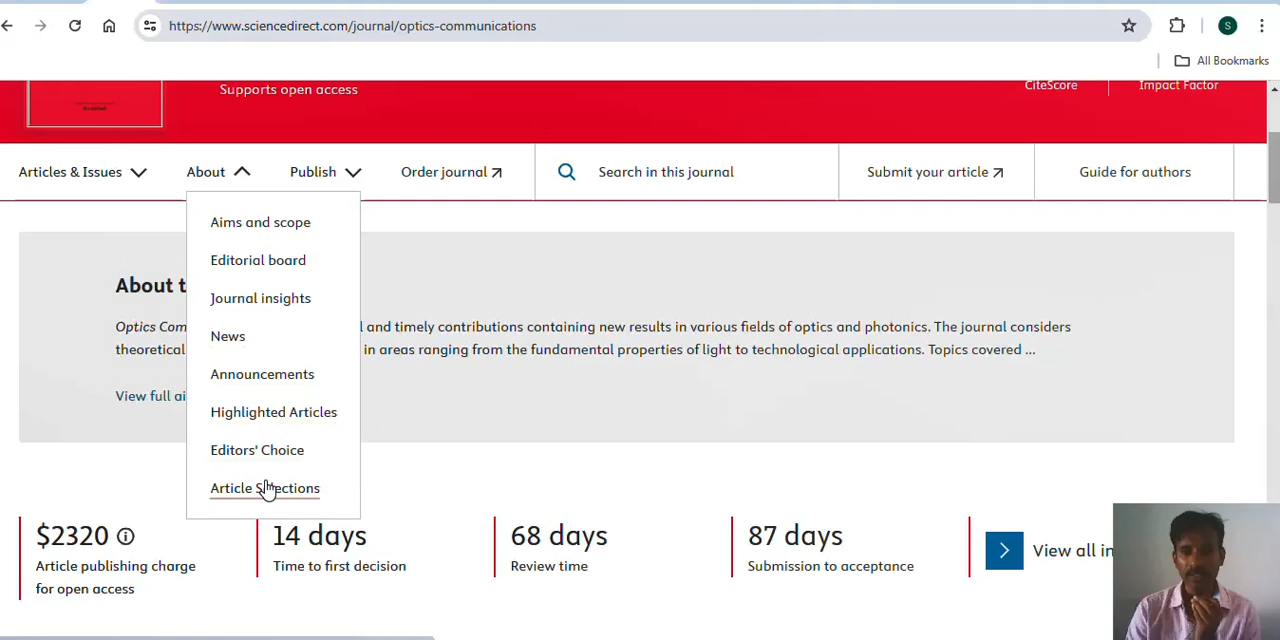 https://www.sciencedirect.com/journal/optics-communications
S
All Bookmarks
Supports open access
CiteScore
Impact Factor
Articles & Issues
About
Publish
Order journal
Search in this journal
Submit your article
Guide for authors
Aims and scope
Editorial board
Journal insights
News
Announcements
Highlighted Articles
Editors' Choice
Article Selections
About t
Optics Com l and timely contributions containing new results in various fields of optics and photonics. The journal considers
theoretical in areas ranging from the fundamental properties of light to technological applications. Topics covered ...
View full ai
$2320
Article publishing charge
for open access
14 days
Time to first decision
68 days
Review time
87 days
Submission to acceptance
View all in